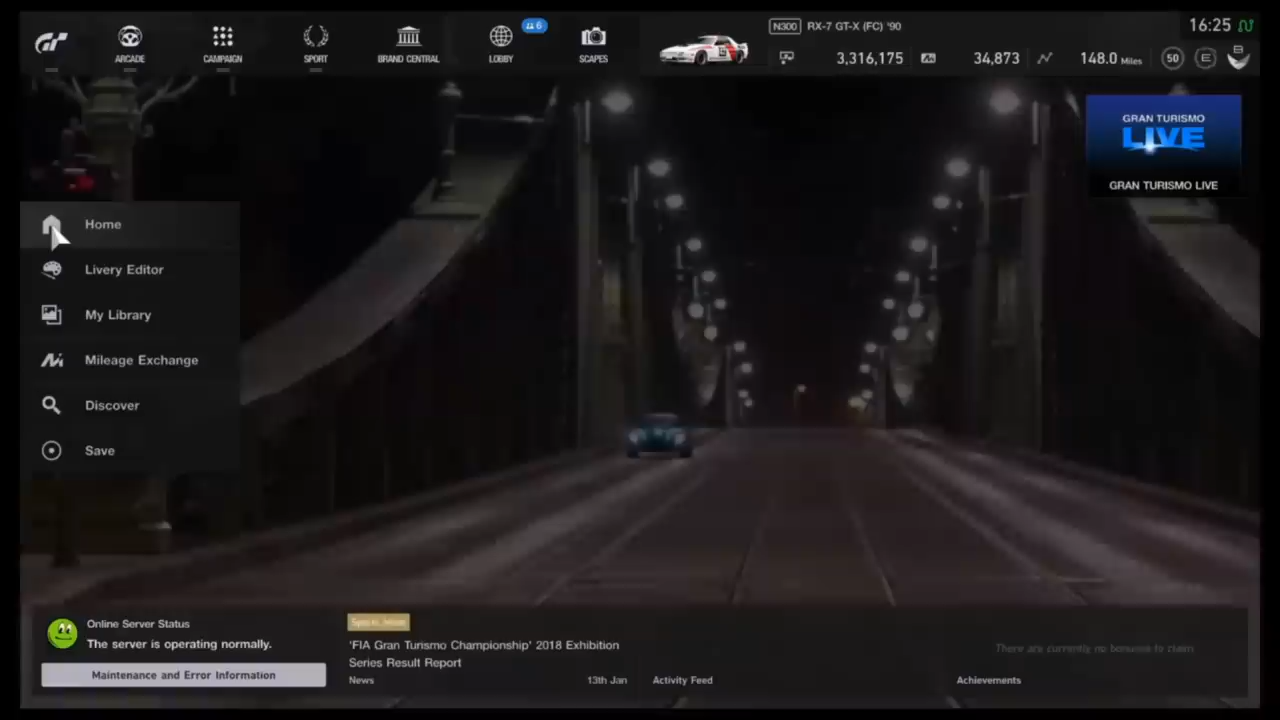 6
N300 RX-7 GT-X (FC) '90
16:25
ARCADE
CAMPAIGN
SPORT
BRAND CENTRAL
LOBBY
SCAPES
3,316,175
34,873
148.0 Miles
50
E
B
GRAN TURISMO
LIVE
GRAN TURISMO LIVE
Home
Livery Editor
My Library
Mileage Exchange
Discover
Save
Online Server Status
The server is operating normally.
Maintenance and Error Information
'FIA Gran Turismo Championship' 2018 Exhibition
Series Result Report
News
13th Jan
Activity Feed
There are currently no bonuses to claim
Achievements